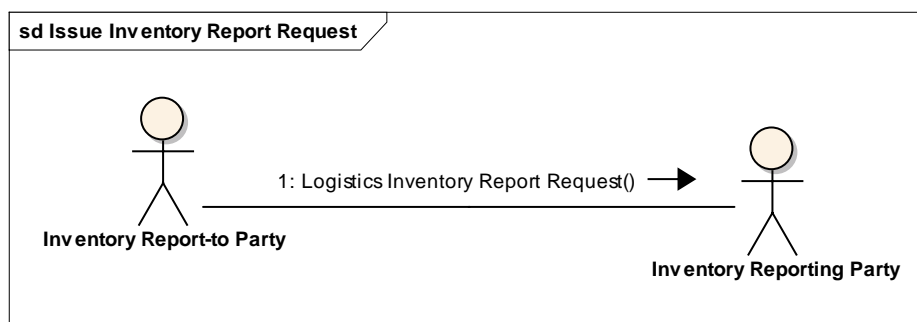 sd Issue Inventory Report Request
1: Logistics Inventory Report Request()
Inventory Report-to Party
Inventory Reporting Party